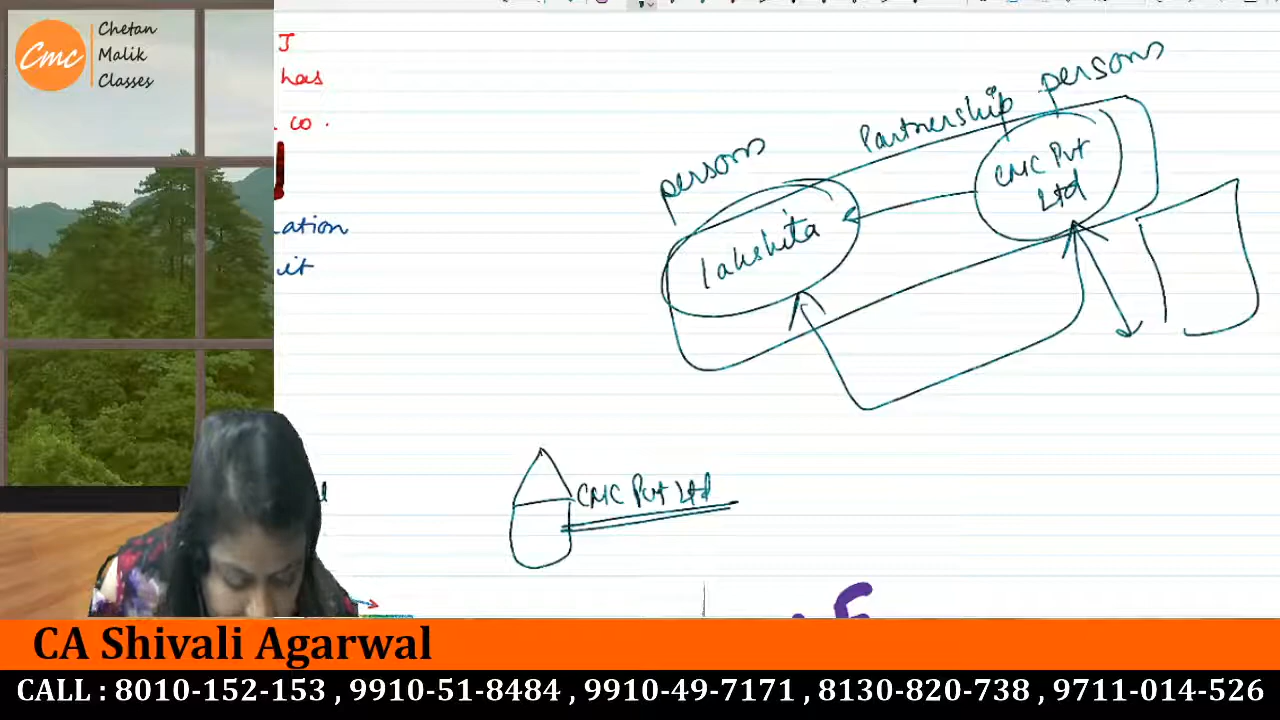 Cmc
Chetan
Malik
Classes
has
co.
ation
it
persons
Partnership
persons
lakshita
CMC Pvt
Ltd
CMC Pvt Ltd
CA Shivali Agarwal
CALL : 8010-152-153 , 9910-51-8484 , 9910-49-7171 , 8130-820-738 , 9711-014-526